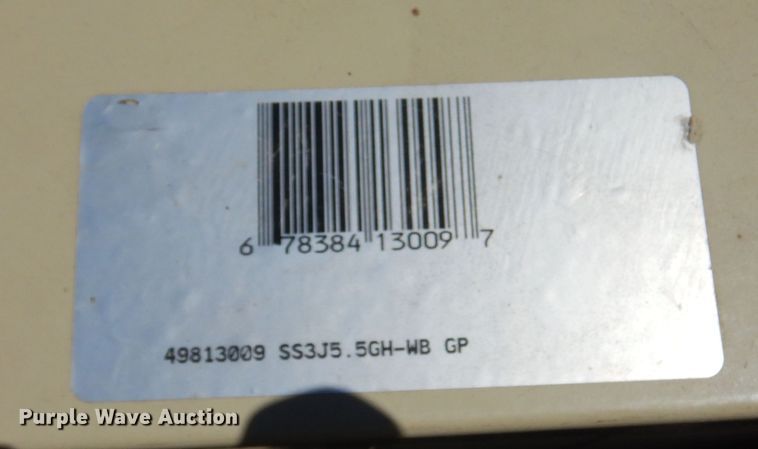 6 78384 13009 7
49813009 SS3J5.5GH-WB GP
Purple Wave Auction